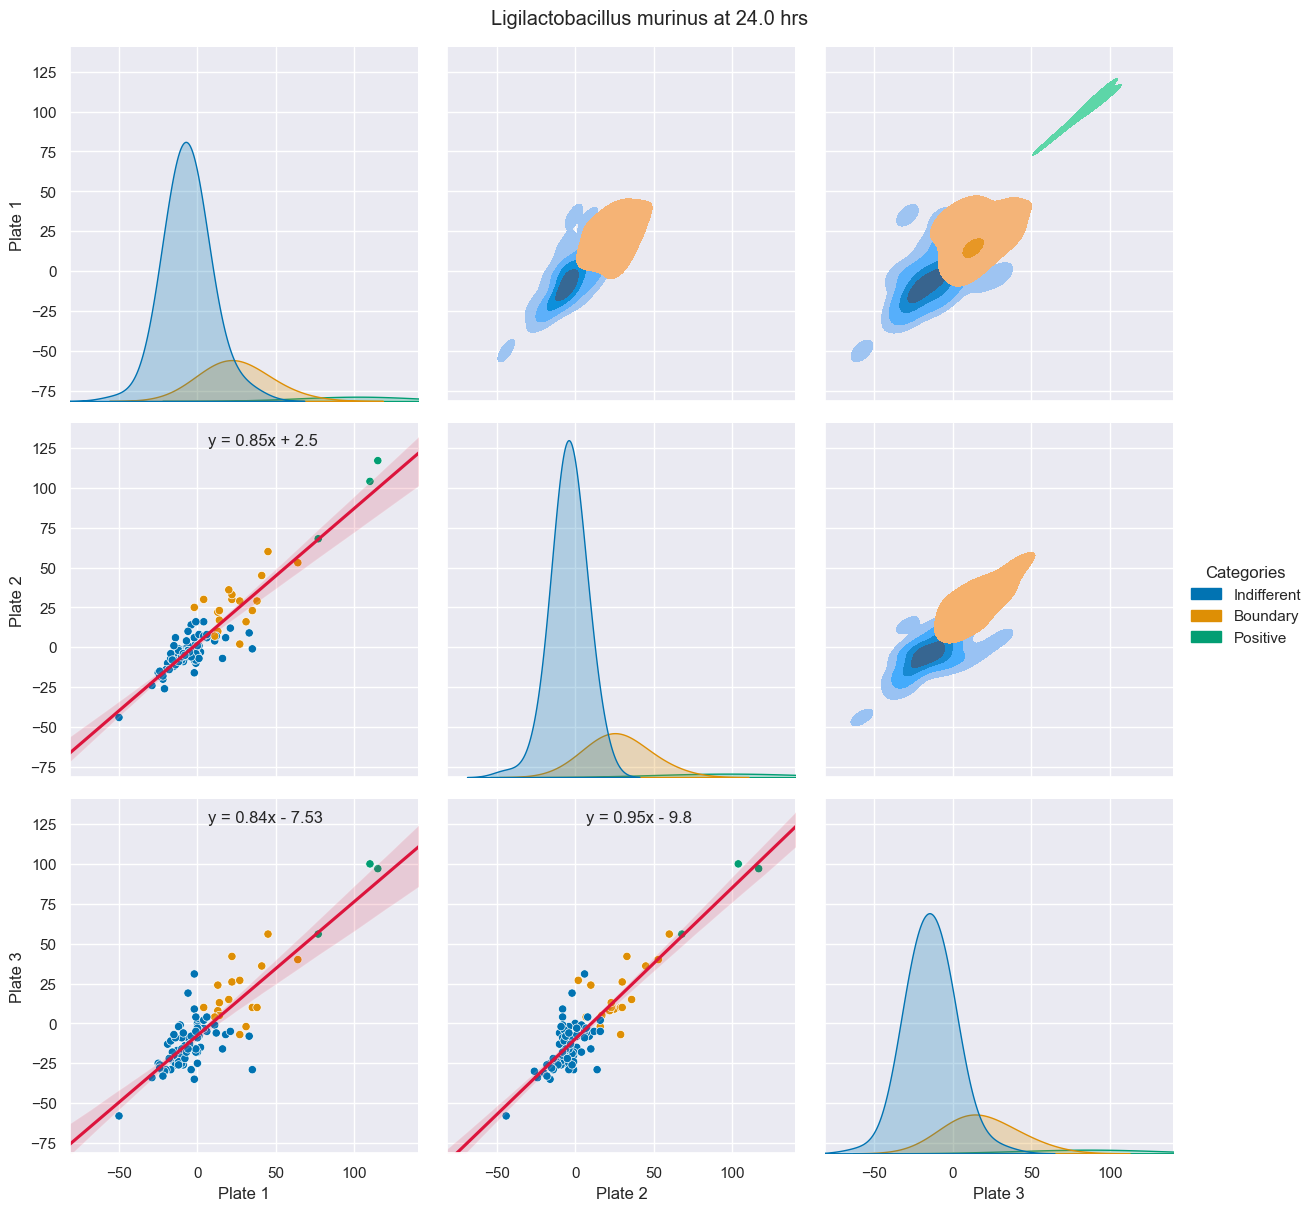 Ligilactobacillus murinus at 24.0 hrs
125
100
75
50
25
0
−25
−50
−75
Plate 1
y = 0.85x + 2.5
125
100
75
50
25
0
−25
−50
−75
Plate 2
Categories
Indifferent
Boundary
Positive
y = 0.84x - 7.53
y = 0.95x - 9.8
125
100
75
50
25
0
−25
−50
−75
Plate 3
−50 0 50 100
−50 0 50 100
−50 0 50 100
Plate 1
Plate 2
Plate 3